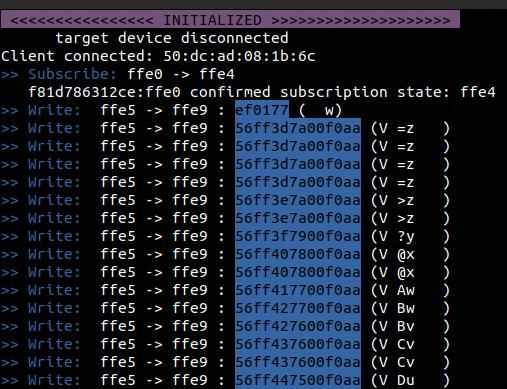 <<<<<<<<<<<<<<<< INITIALIZED >>>>>>>>>>>>>>>>>>>>
target device disconnected
Client connected: 50:dc:ad:08:1b:6c
>> Subscribe: ffe0 -> ffe4
f81d786312ce:ffe0 confirmed subscription state: ffe4
>> Write: ffe5 -> ffe9 : ef0177 ( w)
>> Write: ffe5 -> ffe9 : 56ff3d7a00f0aa (V =z )
>> Write: ffe5 -> ffe9 : 56ff3d7a00f0aa (V =z )
>> Write: ffe5 -> ffe9 : 56ff3d7a00f0aa (V =z )
>> Write: ffe5 -> ffe9 : 56ff3d7a00f0aa (V =z )
>> Write: ffe5 -> ffe9 : 56ff3e7a00f0aa (V >z )
>> Write: ffe5 -> ffe9 : 56ff3e7a00f0aa (V >z )
>> Write: ffe5 -> ffe9 : 56ff3f7900f0aa (V ?y )
>> Write: ffe5 -> ffe9 : 56ff407800f0aa (V @x )
>> Write: ffe5 -> ffe9 : 56ff407800f0aa (V @x )
>> Write: ffe5 -> ffe9 : 56ff417700f0aa (V Aw )
>> Write: ffe5 -> ffe9 : 56ff427700f0aa (V Bw )
>> Write: ffe5 -> ffe9 : 56ff427600f0aa (V Bv )
>> Write: ffe5 -> ffe9 : 56ff437600f0aa (V Cv )
>> Write: ffe5 -> ffe9 : 56ff437600f0aa (V Cv )
>> Write: ffe5 -> ffe9 : 56ff447500f0aa (V Du )